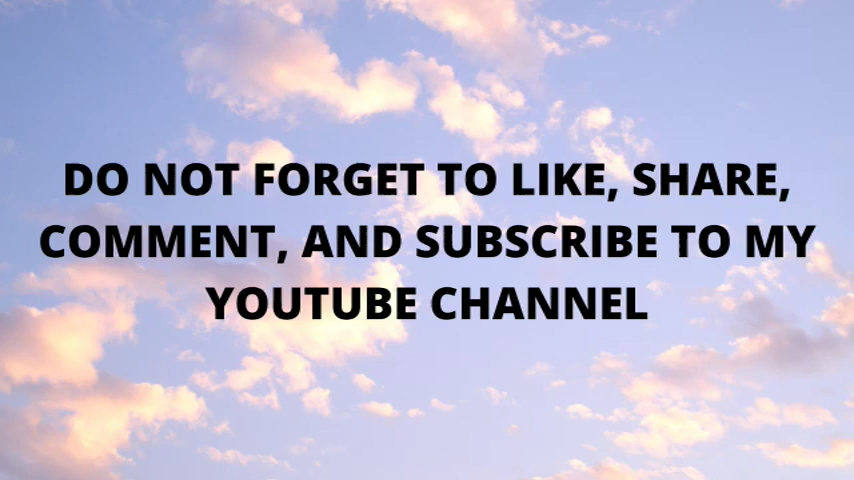 DO NOT FORGET TO LIKE, SHARE,
COMMENT, AND SUBSCRIBE TO MY
YOUTUBE CHANNEL